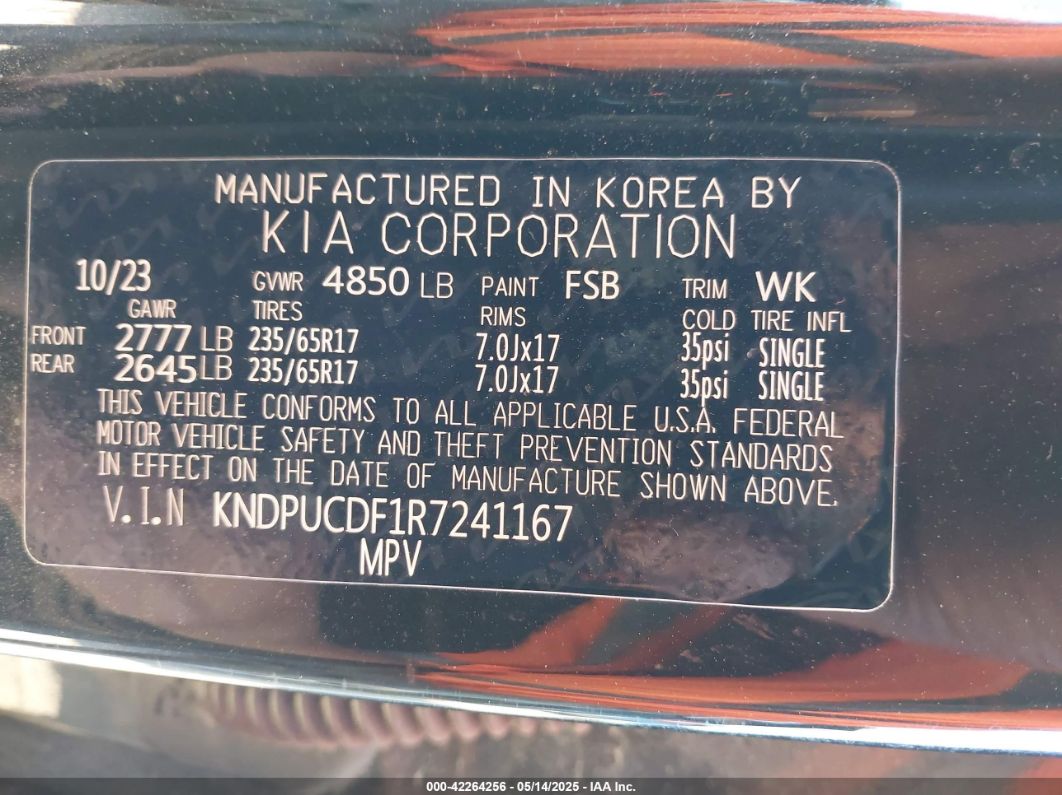 MANUFACTURED IN KOREA BY
KIA CORPORATION
10/23 GVWR 4850 LB PAINT FSB TRIM WK
GAWR TIRES RIMS COLD TIRE INFL
FRONT 2777 LB 235/65R17 7.0Jx17 35psi SINGLE
REAR 2645 LB 235/65R17 7.0Jx17 35psi SINGLE
THIS VEHICLE CONFORMS TO ALL APPLICABLE U.S.A. FEDERAL
MOTOR VEHICLE SAFETY AND THEFT PREVENTION STANDARDS
IN EFFECT ON THE DATE OF MANUFACTURE SHOWN ABOVE.
V.I.N KNDPUCDF1R7241167
MPV
000-42264256 - 05/14/2025 - IAA Inc.